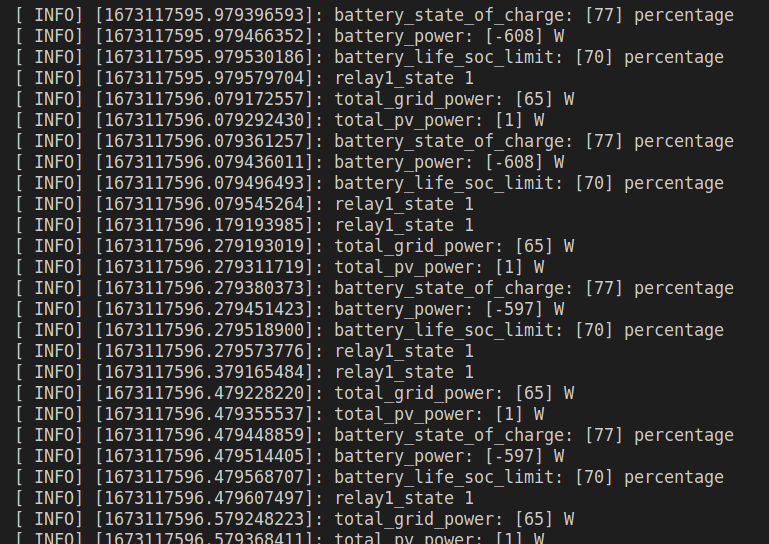 [ INFO] [1673117595.979396593]: battery_state_of_charge: [77] percentage
[ INFO] [1673117595.979466352]: battery_power: [-608] W
[ INFO] [1673117595.979530186]: battery_life_soc_limit: [70] percentage
[ INFO] [1673117595.979579704]: relay1_state 1
[ INFO] [1673117596.079172557]: total_grid_power: [65] W
[ INFO] [1673117596.079292430]: total_pv_power: [1] W
[ INFO] [1673117596.079361257]: battery_state_of_charge: [77] percentage
[ INFO] [1673117596.079436011]: battery_power: [-608] W
[ INFO] [1673117596.079496493]: battery_life_soc_limit: [70] percentage
[ INFO] [1673117596.079545264]: relay1_state 1
[ INFO] [1673117596.179193985]: relay1_state 1
[ INFO] [1673117596.279193019]: total_grid_power: [65] W
[ INFO] [1673117596.279311719]: total_pv_power: [1] W
[ INFO] [1673117596.279380373]: battery_state_of_charge: [77] percentage
[ INFO] [1673117596.279451423]: battery_power: [-597] W
[ INFO] [1673117596.279518900]: battery_life_soc_limit: [70] percentage
[ INFO] [1673117596.279573776]: relay1_state 1
[ INFO] [1673117596.379165484]: relay1_state 1
[ INFO] [1673117596.479228220]: total_grid_power: [65] W
[ INFO] [1673117596.479355537]: total_pv_power: [1] W
[ INFO] [1673117596.479448859]: battery_state_of_charge: [77] percentage
[ INFO] [1673117596.479514405]: battery_power: [-597] W
[ INFO] [1673117596.479568707]: battery_life_soc_limit: [70] percentage
[ INFO] [1673117596.479607497]: relay1_state 1
[ INFO] [1673117596.579248223]: total_grid_power: [65] W
[ INFO] [1673117596.579368411]: total_pv_power: [1] W